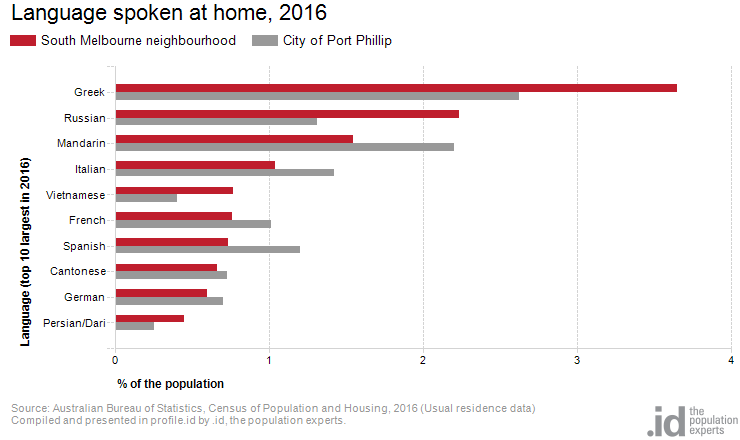 Language spoken at home, 2016
South Melbourne neighbourhood City of Port Phillip
Language (top 10 largest in 2016)
Greek
Russian
Mandarin
Italian
Vietnamese
French
Spanish
Cantonese
German
Persian/Dari
0 1 2 3 4
% of the population
Source: Australian Bureau of Statistics, Census of Population and Housing, 2016 (Usual residence data)
Compiled and presented in profile.id by .id, the population experts.
.id the
population
experts